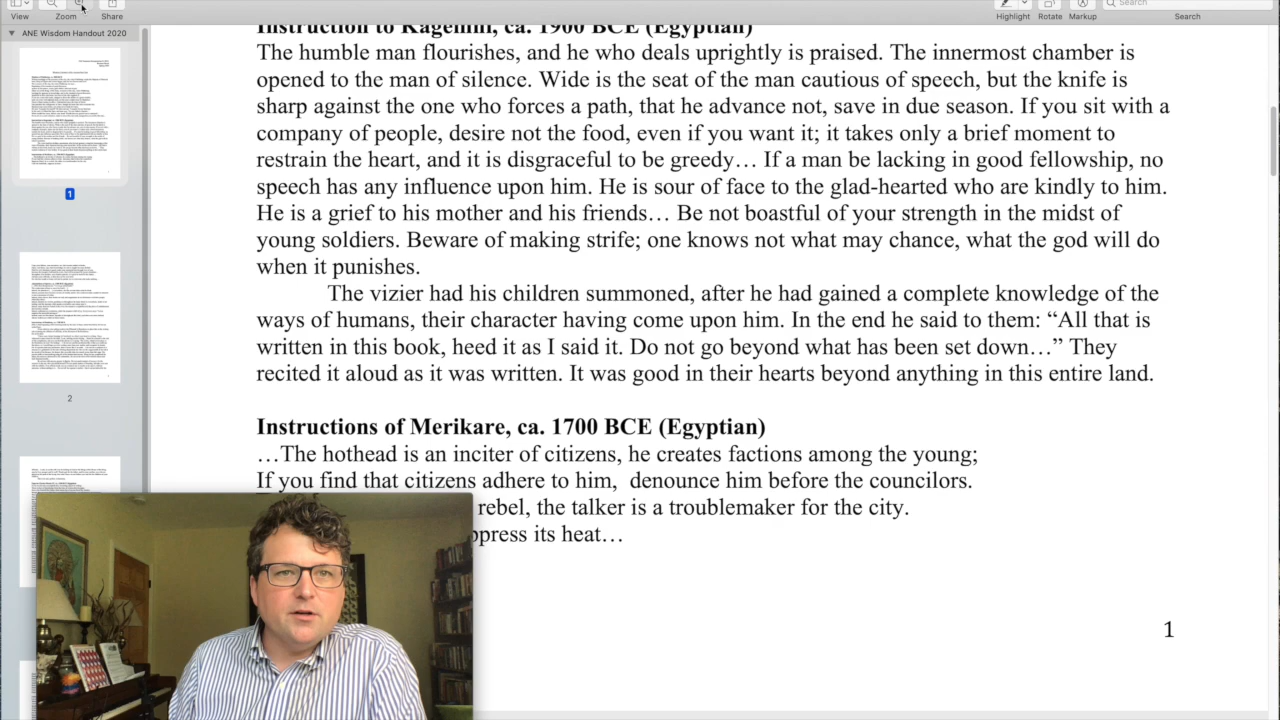 View
Zoom
Share
Highlight
Rotate
Markup
Search
Search
ANE Wisdom Handout 2020
1
2
Instruction to Kagemni, ca. 1900 BCE (Egyptian)
The humble man flourishes, and he who deals uprightly is praised. The innermost chamber is
opened to the man of silence. Wide is the seat of the man cautious of speech, but the knife is
sharp against the one who forces a path, that he advance not, save in due season. If you sit with a
company of people, desire not the food, even if you want it; it takes only a brief moment to
restrain the heart, and it is disgraceful to be greedy… If a man be lacking in good fellowship, no
speech has any influence upon him. He is sour of face to the glad-hearted who are kindly to him.
He is a grief to his mother and his friends… Be not boastful of your strength in the midst of
young soldiers. Beware of making strife; one knows not what may chance, what the god will do
when it punishes.
The vizier had his children summoned, after he had gained a complete knowledge of the
ways of humans, their character having come upon him. In the end he said to them: “All that is
written in this book, hear it as I said it. Do not go beyond what has been set down…” They
recited it aloud as it was written. It was good in their hearts beyond anything in this entire land.
Instructions of Merikare, ca. 1700 BCE (Egyptian)
…The hothead is an inciter of citizens, he creates factions among the young;
If you find that citizens adhere to him, denounce him before the councilors.
rebel, the talker is a troublemaker for the city.
ppress its heat…
1